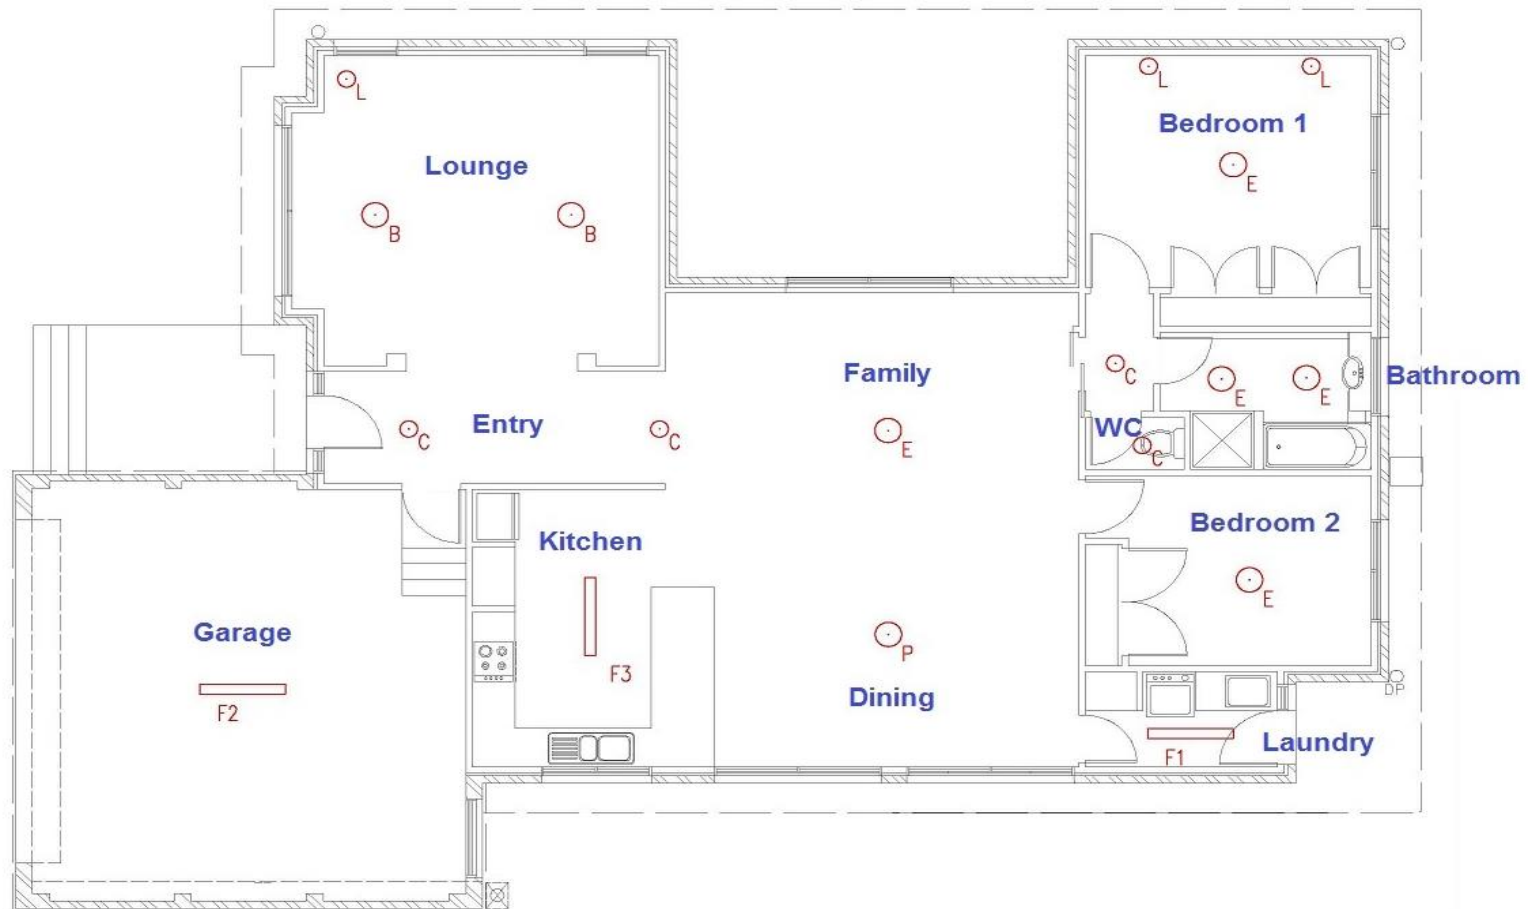 L
L
L
Bedroom 1
Lounge
E
B
B
Family
C
E
E
Bathroom
Entry
WC
C
C
E
C
Bedroom 2
Kitchen
E
Garage
P
F3
DP
Dining
F2
Laundry
F1